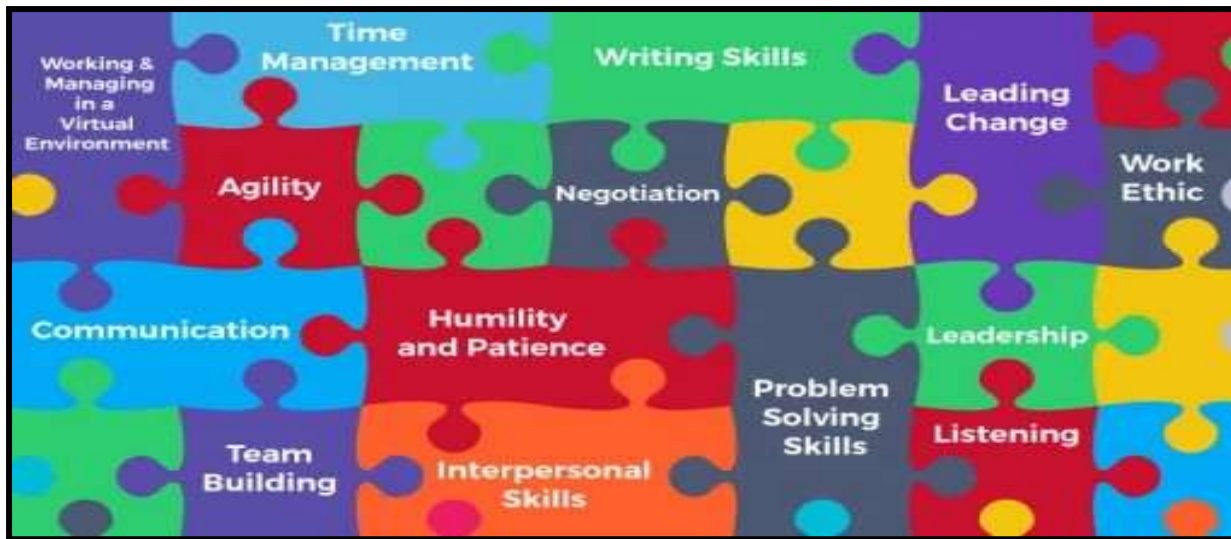 Working &
Managing
in a
Virtual
Environment
Time
Management
Writing Skills
Leading
Change
Work
Ethic
Agility
Negotiation
Communication
Humility
and Patience
Leadership
Problem
Solving
Skills
Team
Building
Interpersonal
Skills
Listening